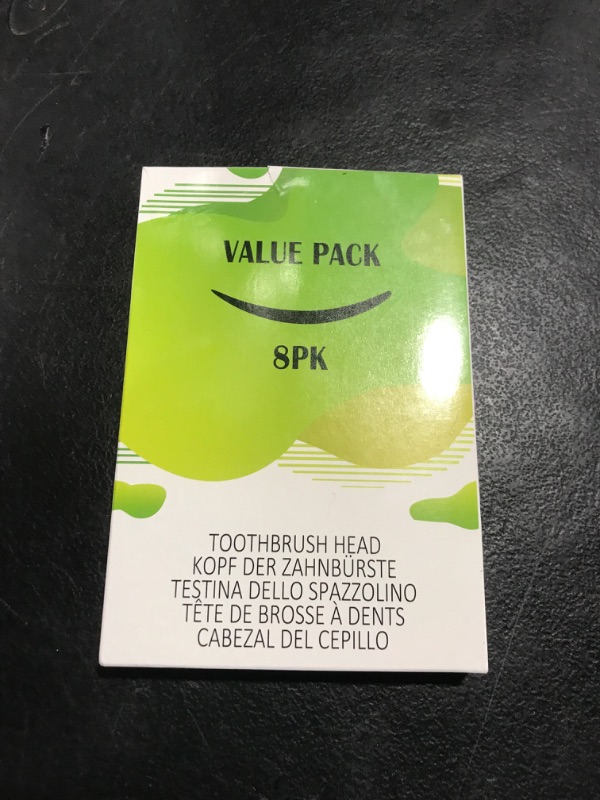 VALUE PACK
8PK
TOOTHBRUSH HEAD
KOPF DER ZAHNBÜRSTE
TESTINA DELLO SPAZZOLINO
TÊTE DE BROSSE À DENTS
CABEZAL DEL CEPILLO